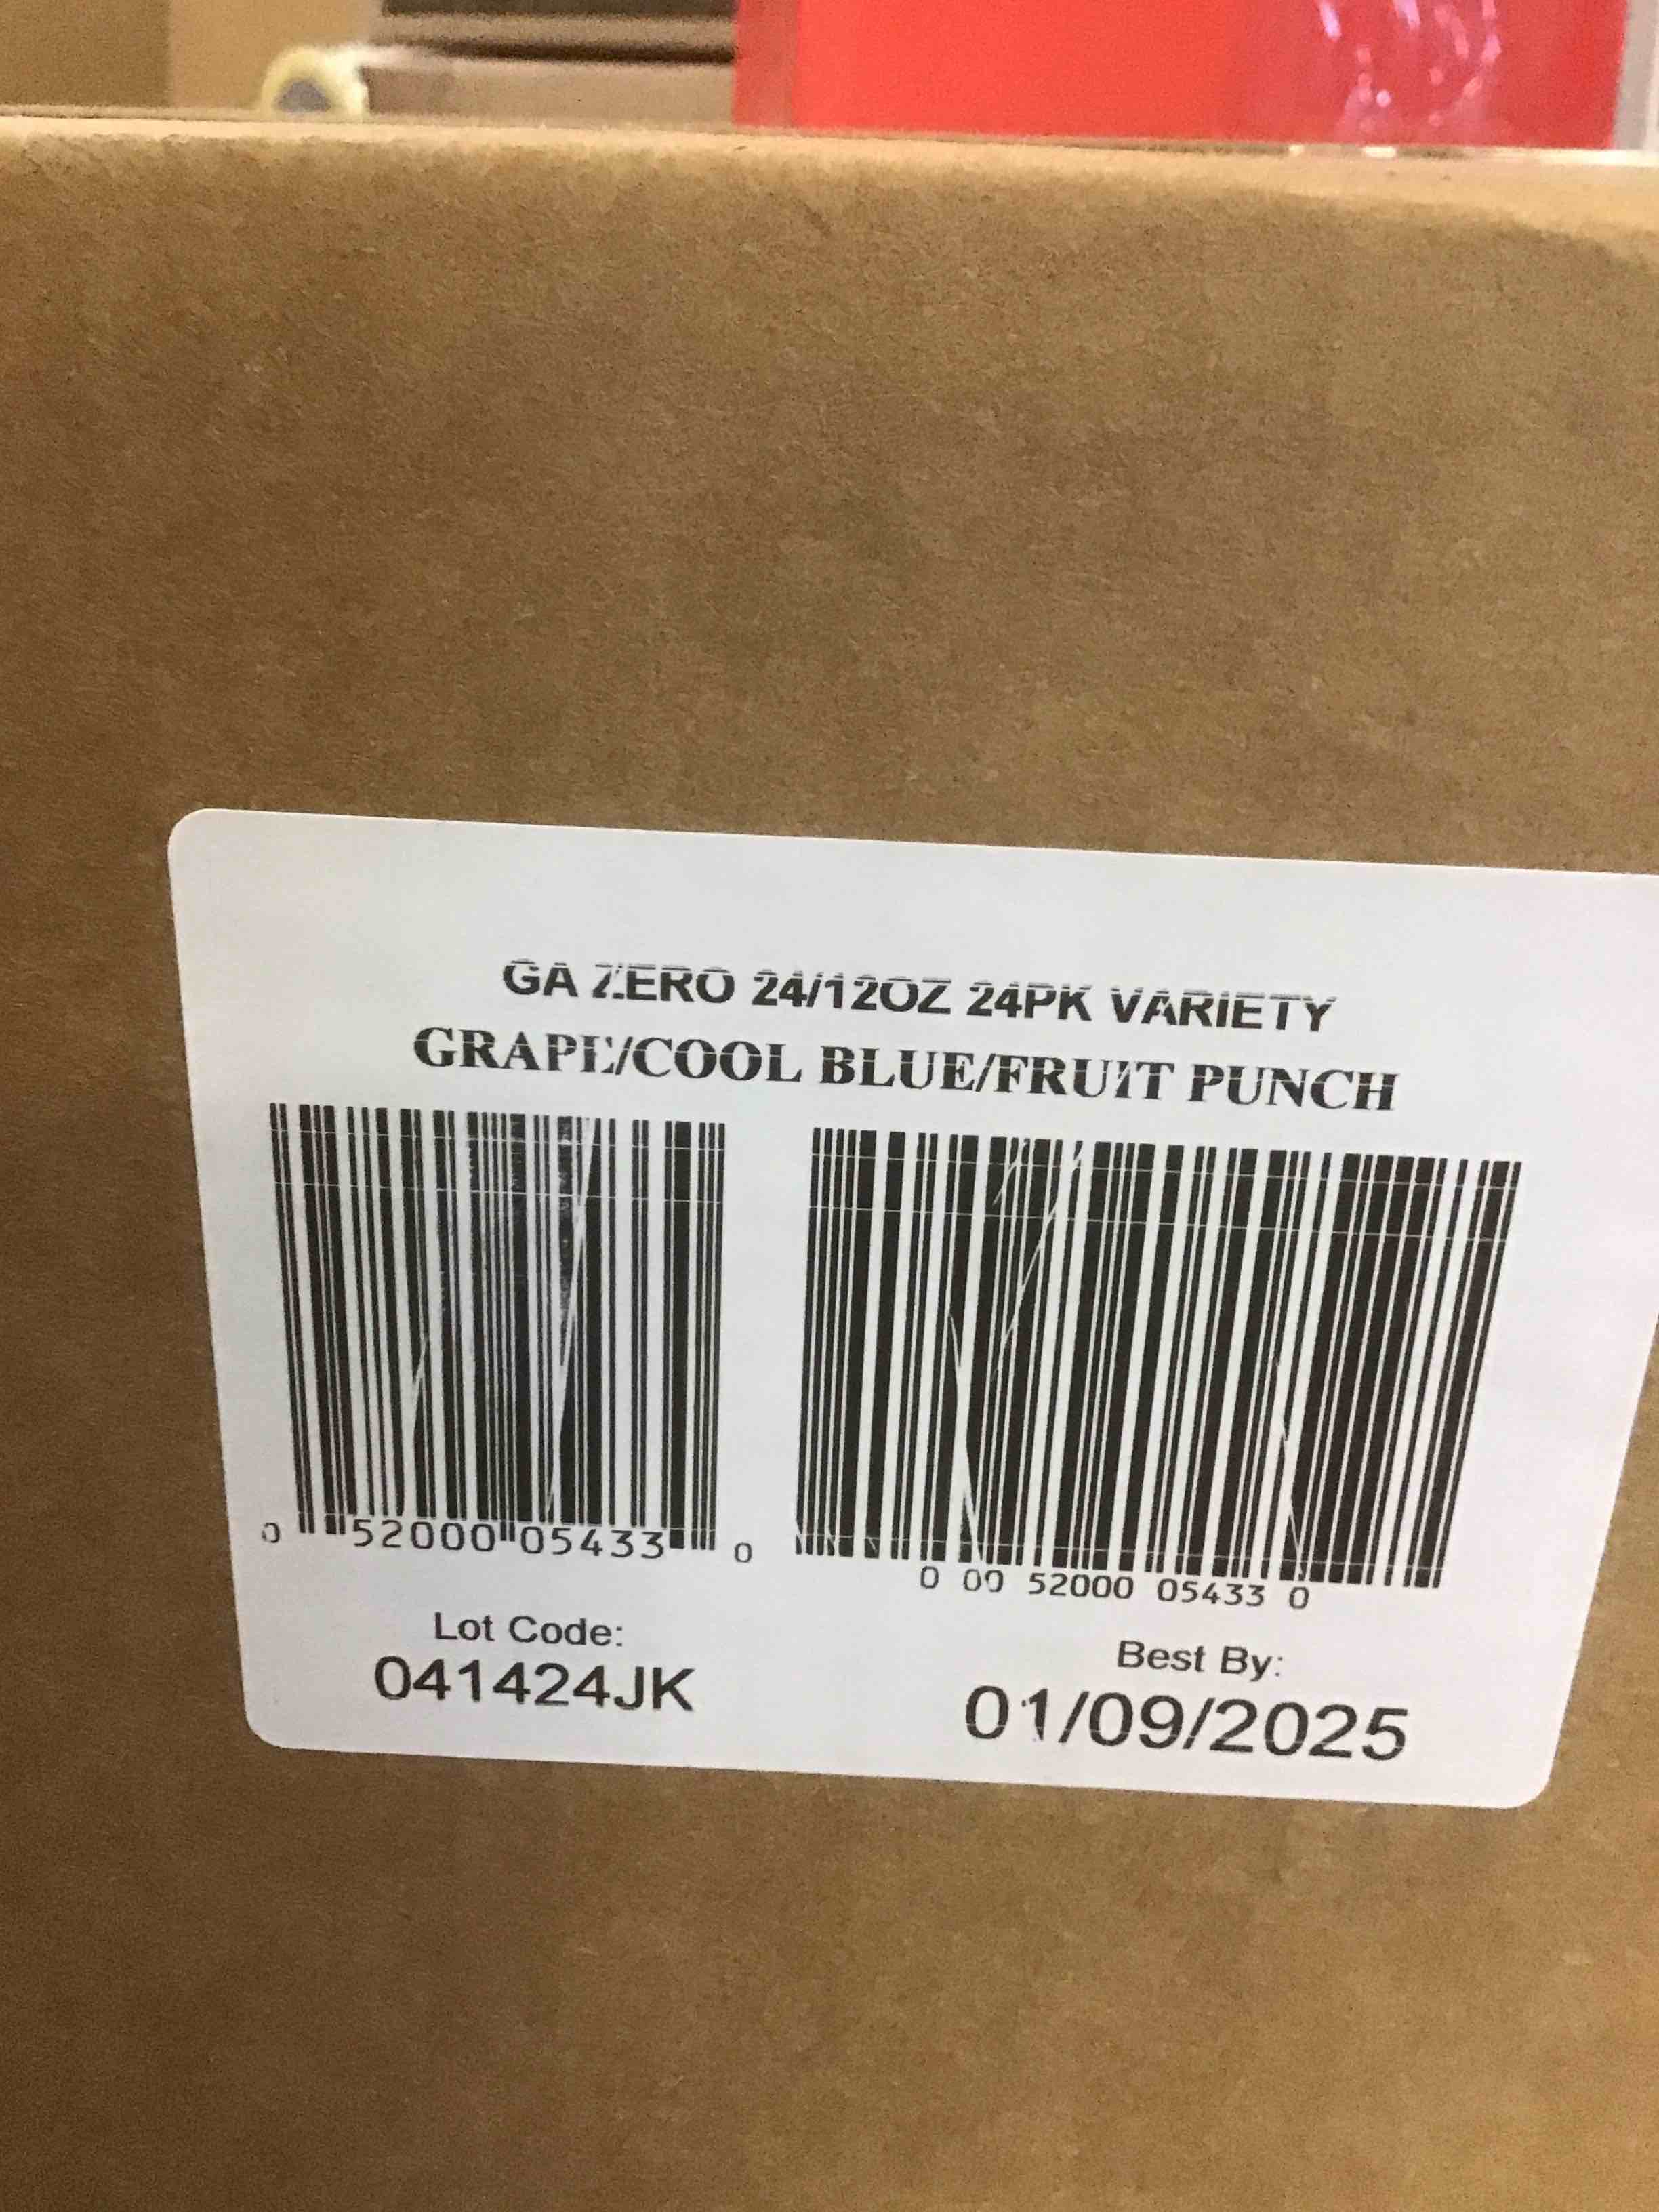 GA ZERO 24/12OZ 24PK VARIETY
GRAPE/COOL BLUE/FRUIT PUNCH
0 52000 05433 0
0 00 52000 05433 0
Lot Code:
041424JK
Best By:
01/09/2025